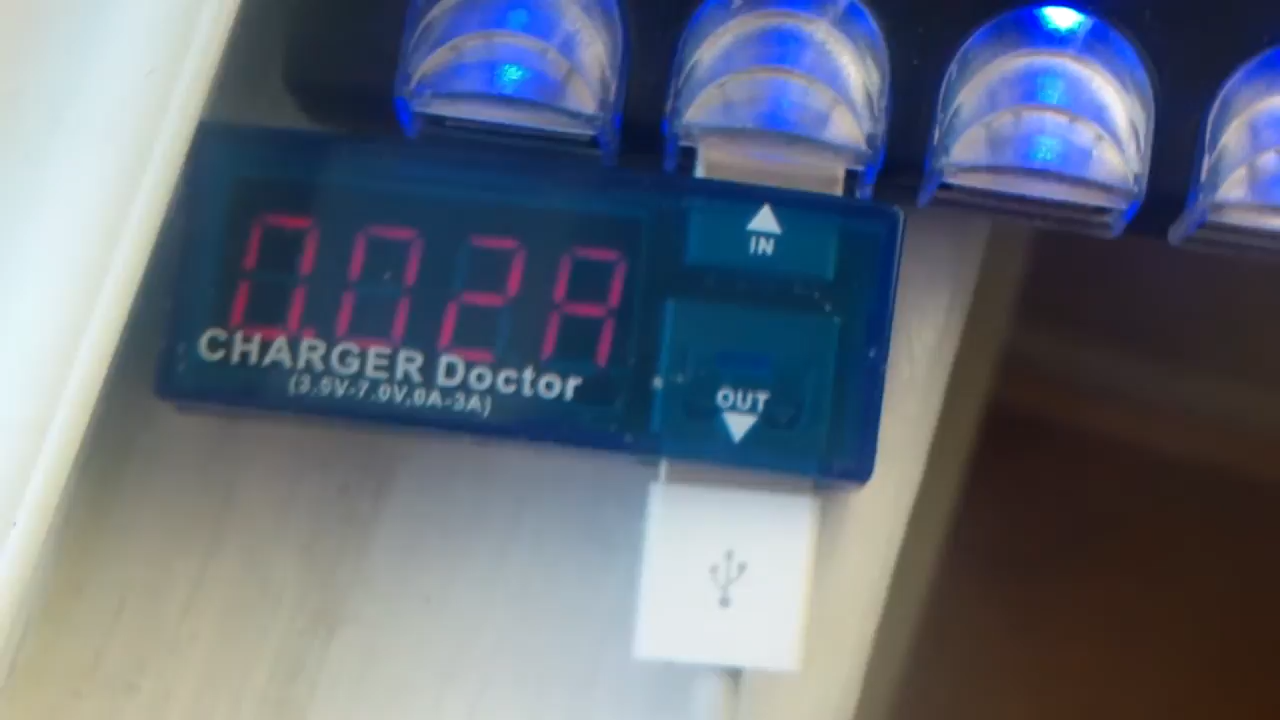 0.02A
IN
CHARGER Doctor
(3.5V-7.0V,0A-3A)
OUT